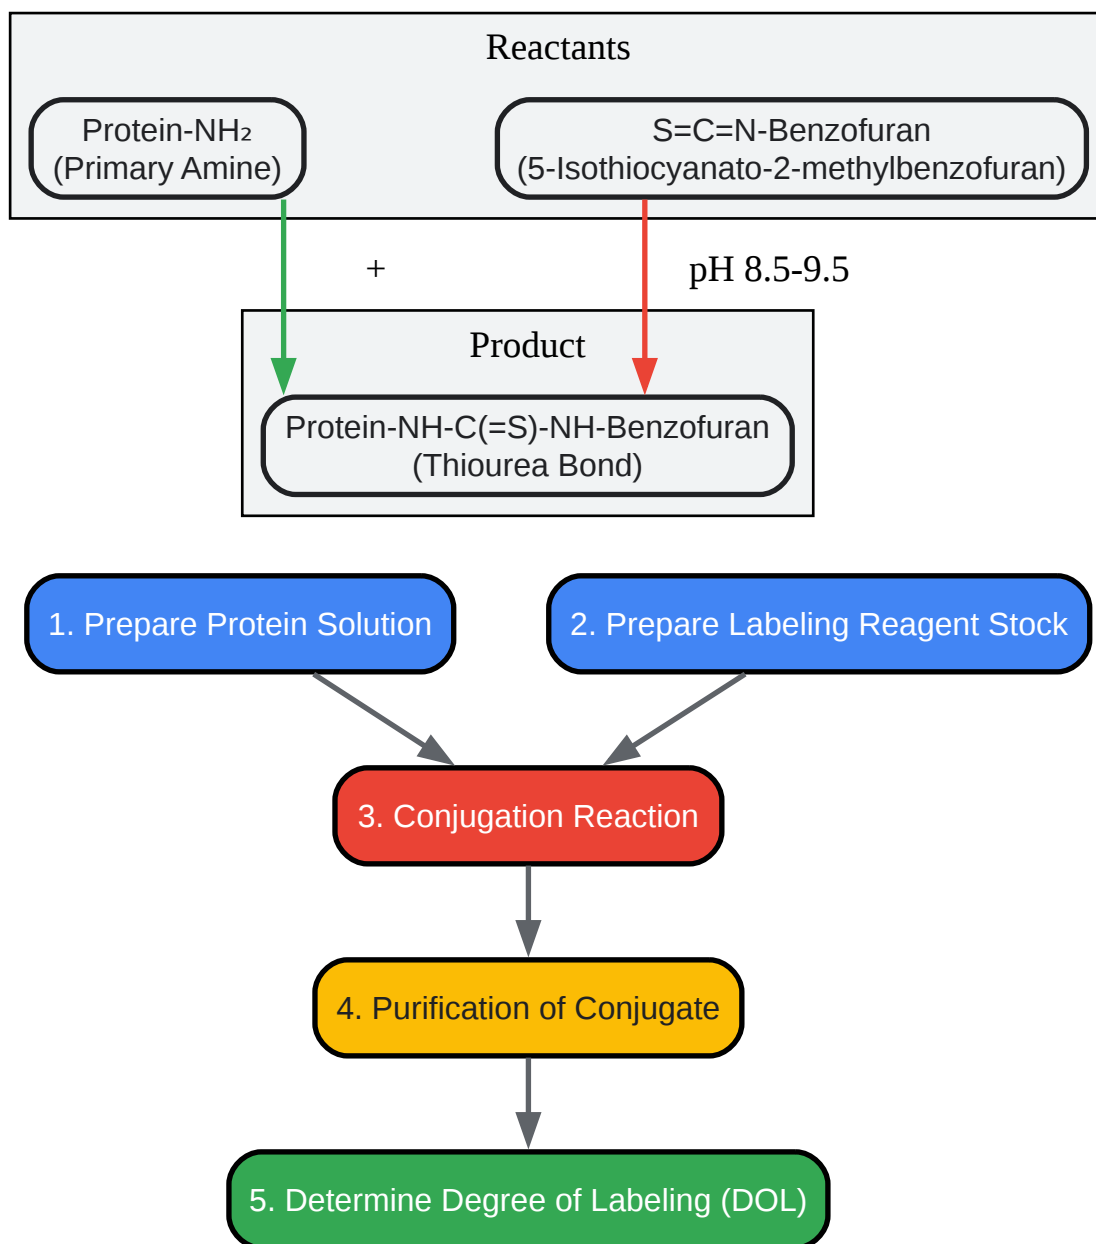 Reactants
Protein-NH₂
(Primary Amine)
S=C=N-Benzofuran
(5-Isothiocyanato-2-methylbenzofuran)
+
pH 8.5-9.5
Product
Protein-NH-C(=S)-NH-Benzofuran
(Thiourea Bond)
1. Prepare Protein Solution
2. Prepare Labeling Reagent Stock
3. Conjugation Reaction
4. Purification of Conjugate
5. Determine Degree of Labeling (DOL)